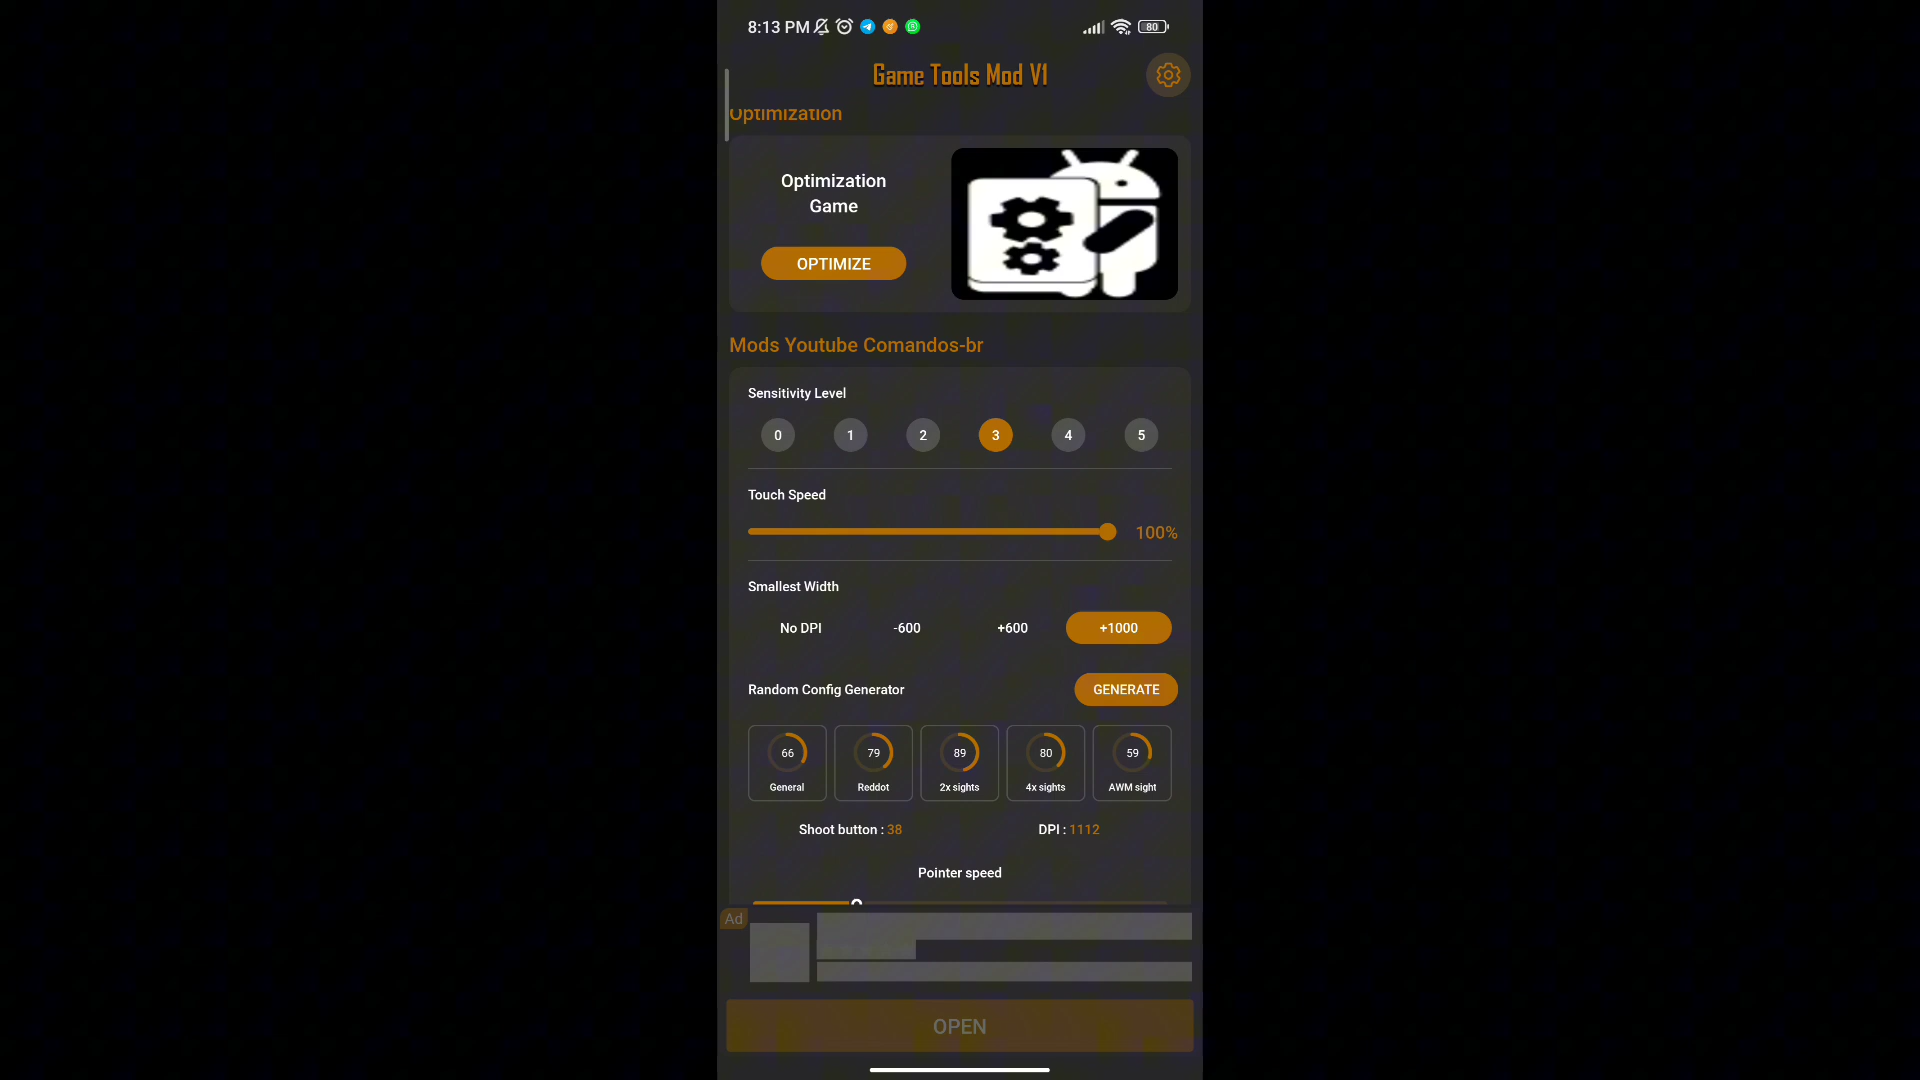 8:13 PM
80
Game Tools Mod V1
Optimization
Optimization
Game
OPTIMIZE
Mods Youtube Comandos-br
Sensitivity Level
0 1 2 3 4 5
Touch Speed
100%
Smallest Width
No DPI -600 +600 +1000
Random Config Generator GENERATE
66 79 89 80 59
General Reddot 2x sights 4x sights AWM sight
Shoot button : 38 DPI : 1112
Pointer speed
Ad
OPEN